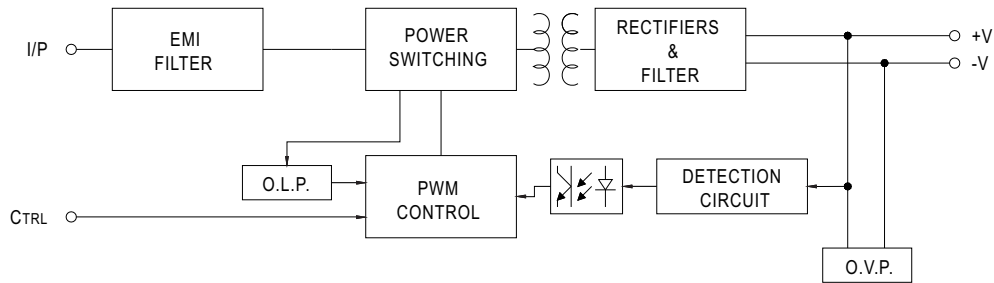 I/P
EMI
FILTER
POWER
SWITCHING
RECTIFIERS
&
FILTER
+V
-V
O.L.P.
PWM
CONTROL
DETECTION
CIRCUIT
CTRL
O.V.P.